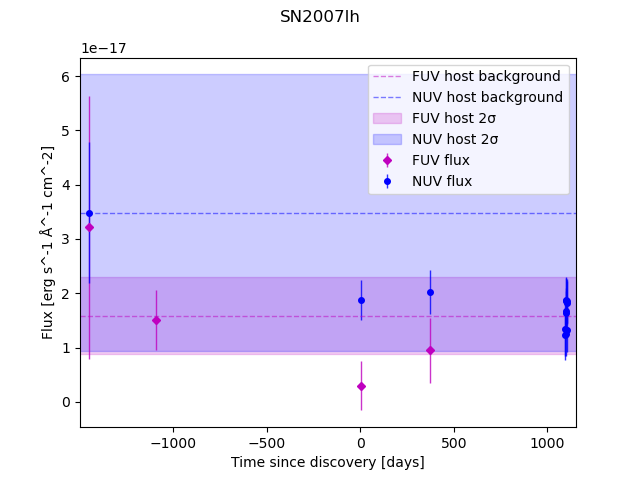 SN2007lh
1e−17
FUV host background
NUV host background
FUV host 2σ
NUV host 2σ
FUV flux
NUV flux
6
5
4
3
2
1
0
Flux [erg s^-1 Å^-1 cm^-2]
−1000
−500
0
500
1000
Time since discovery [days]